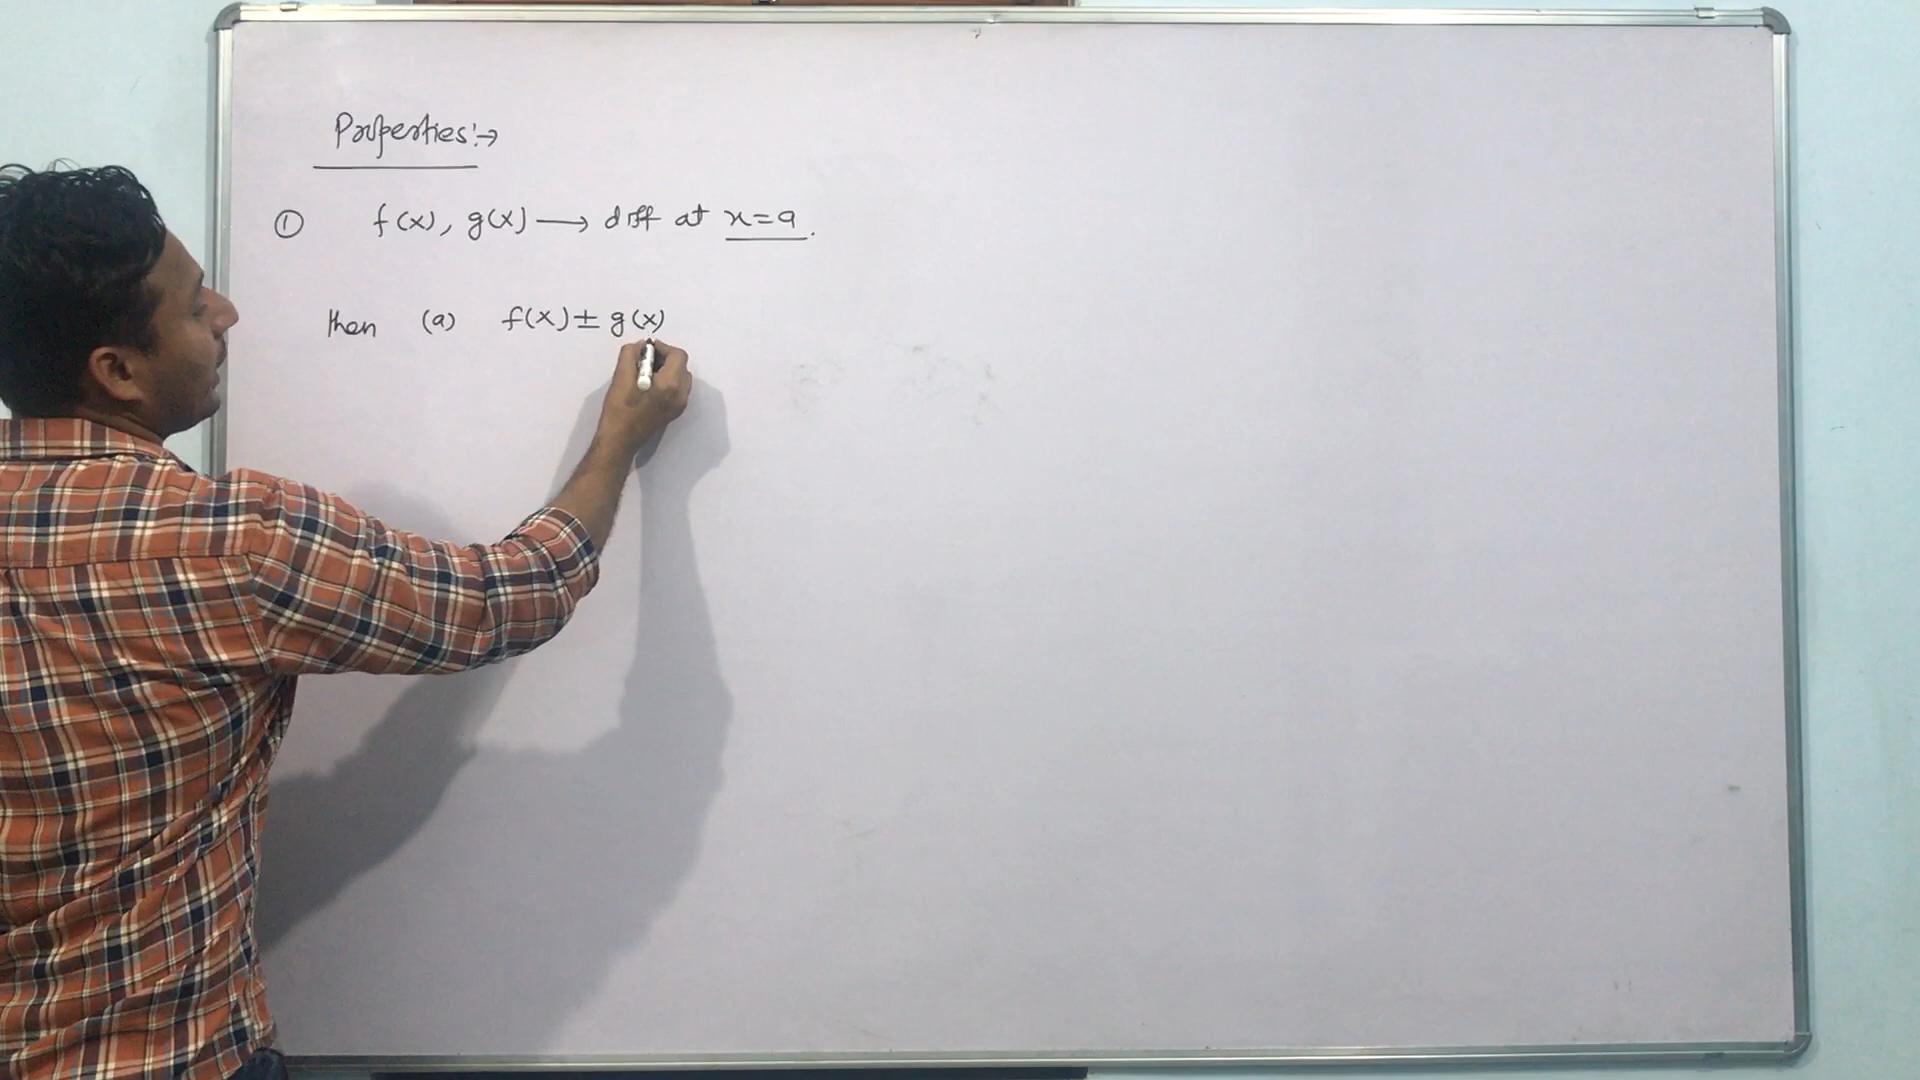 Properties:→
① f(x), g(x) ⟶ diff at x=a.
then (a) f(x) ± g(x)